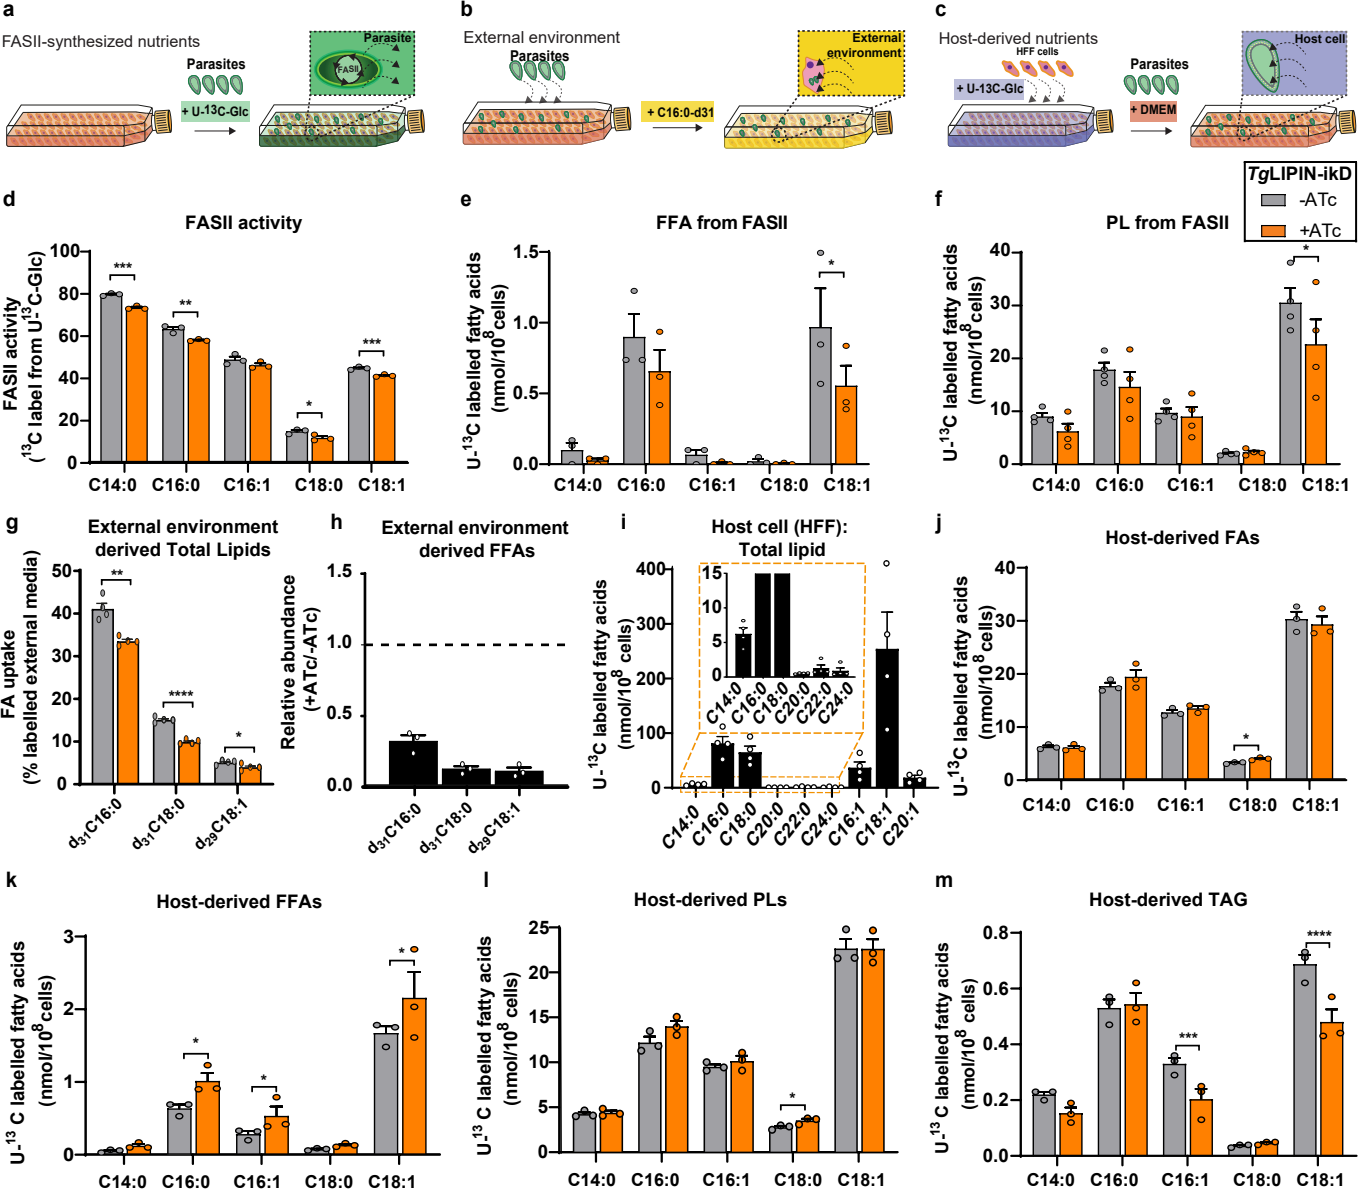 a
FASII-synthesized nutrients
Parasites
+ U-13C-Glc
Parasite
FASII
b
External environment
Parasites
+ C16:0-d31
External
environment
c
Host-derived nutrients
HFF cells
+ U-13C-Glc
Parasites
+ DMEM
Host cell
TgLIPIN-ikD
-ATc
+ATc
d
FASII activity
FASII activity
(13C label from U-13C-Glc)
100
80
60
40
20
0
***
**
*
***
C14:0 C16:0 C16:1 C18:0 C18:1
e
FFA from FASII
U-13C labelled fatty acids
(nmol/108 cells)
1.5
1.0
0.5
0.0
*
C14:0 C16:0 C16:1 C18:0 C18:1
f
PL from FASII
U-13C labelled fatty acids
(nmol/108 cells)
40
30
20
10
0
*
C14:0 C16:0 C16:1 C18:0 C18:1
g
External environment
derived Total Lipids
FA uptake
(% labelled external media)
50
40
30
20
10
0
**
****
*
d31C16:0 d31C18:0 d29C18:1
h
External environment
derived FFAs
Relative abundance
(+ATc/-ATc)
1.5
1.0
0.5
0.0
d31C16:0 d31C18:0 d29C18:1
i
Host cell (HFF):
Total lipid
U-13C labelled fatty acids
nmol/108 cells)
400
300
200
100
0
15
10
5
0
C14:0 C16:0 C18:0 C20:0 C22:0 C24:0
C14:0 C16:0 C18:0 C20:0 C22:0 C24:0 C16:1 C18:1 C20:1
j
Host-derived FAs
U-13C labelled fatty acids
(nmol/108 cells)
40
30
20
10
0
*
C14:0 C16:0 C16:1 C18:0 C18:1
k
Host-derived FFAs
U-13 C labelled fatty acids
(nmol/108 cells)
3
2
1
0
*
*
*
C14:0 C16:0 C16:1 C18:0 C18:1
l
Host-derived PLs
U-13 C labelled fatty acids
(nmol/108 cells)
25
20
15
10
5
0
*
C14:0 C16:0 C16:1 C18:0 C18:1
m
Host-derived TAG
U-13 C labelled fatty acids
(nmol/108 cells)
0.8
0.6
0.4
0.2
0.0
***
****
C14:0 C16:0 C16:1 C18:0 C18:1